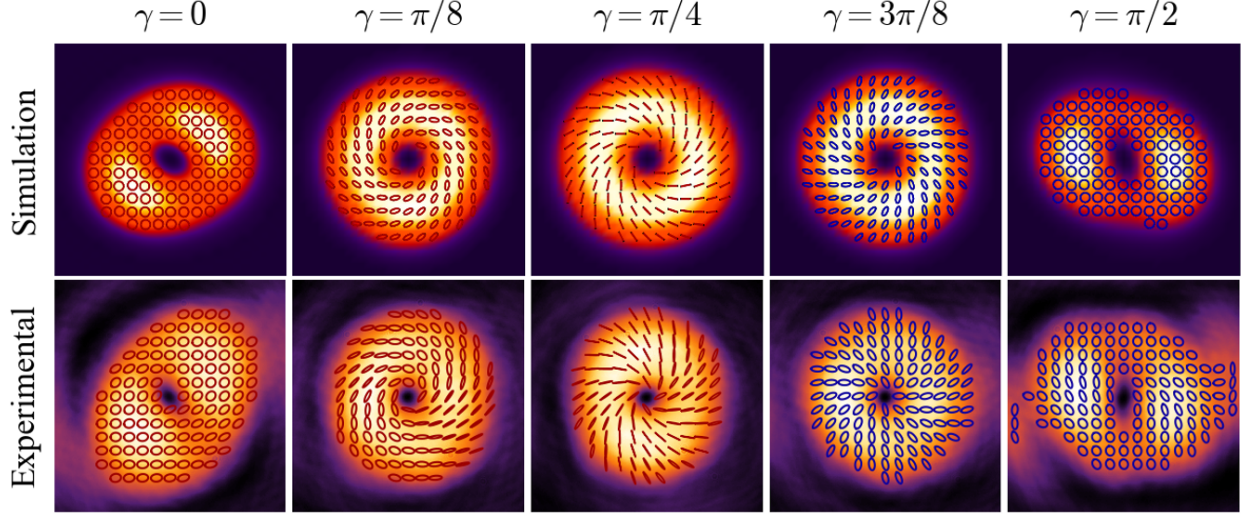 γ = 0
γ = π/8
γ = π/4
γ = 3π/8
γ = π/2
Simulation
Experimental